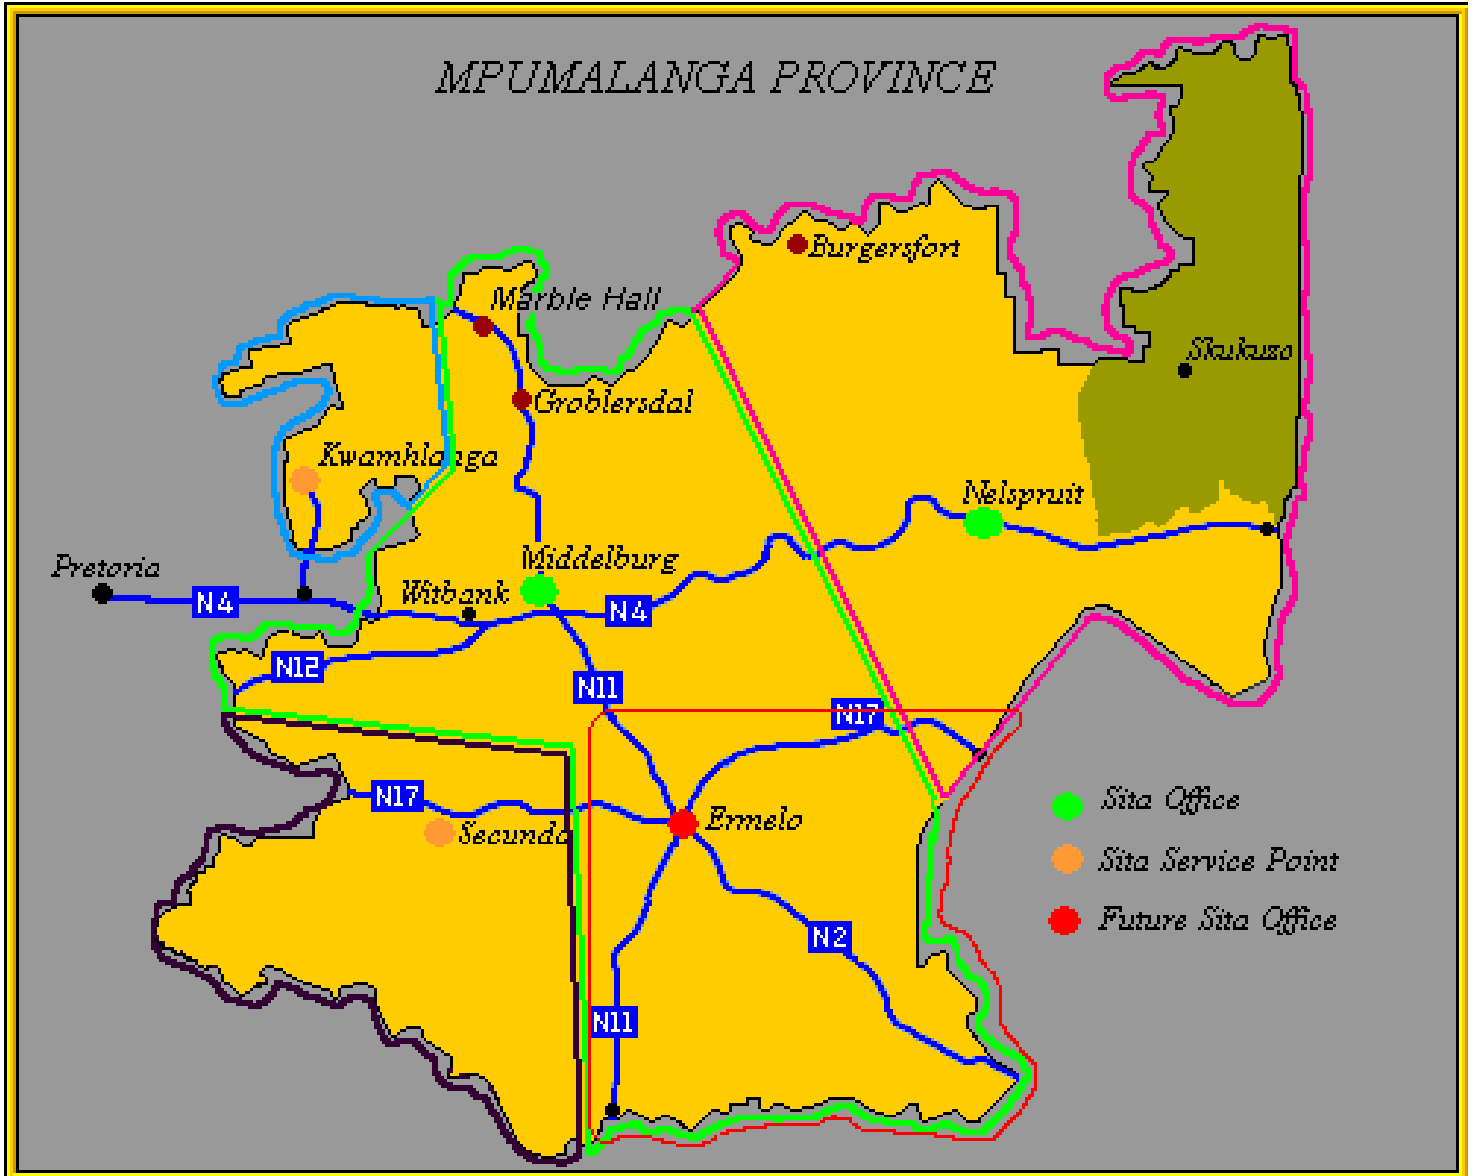 MPUMALANGA PROVINCE
Burgersfort
Marble Hall
Skukuza
Groblersdal
Kwamhlanga
Nelspruit
Pretoria
Middelburg
Witbank
N4
N4
N12
N11
N17
N17
Secunda
Ermelo
Sita Office
Sita Service Point
Future Sita Office
N2
N11